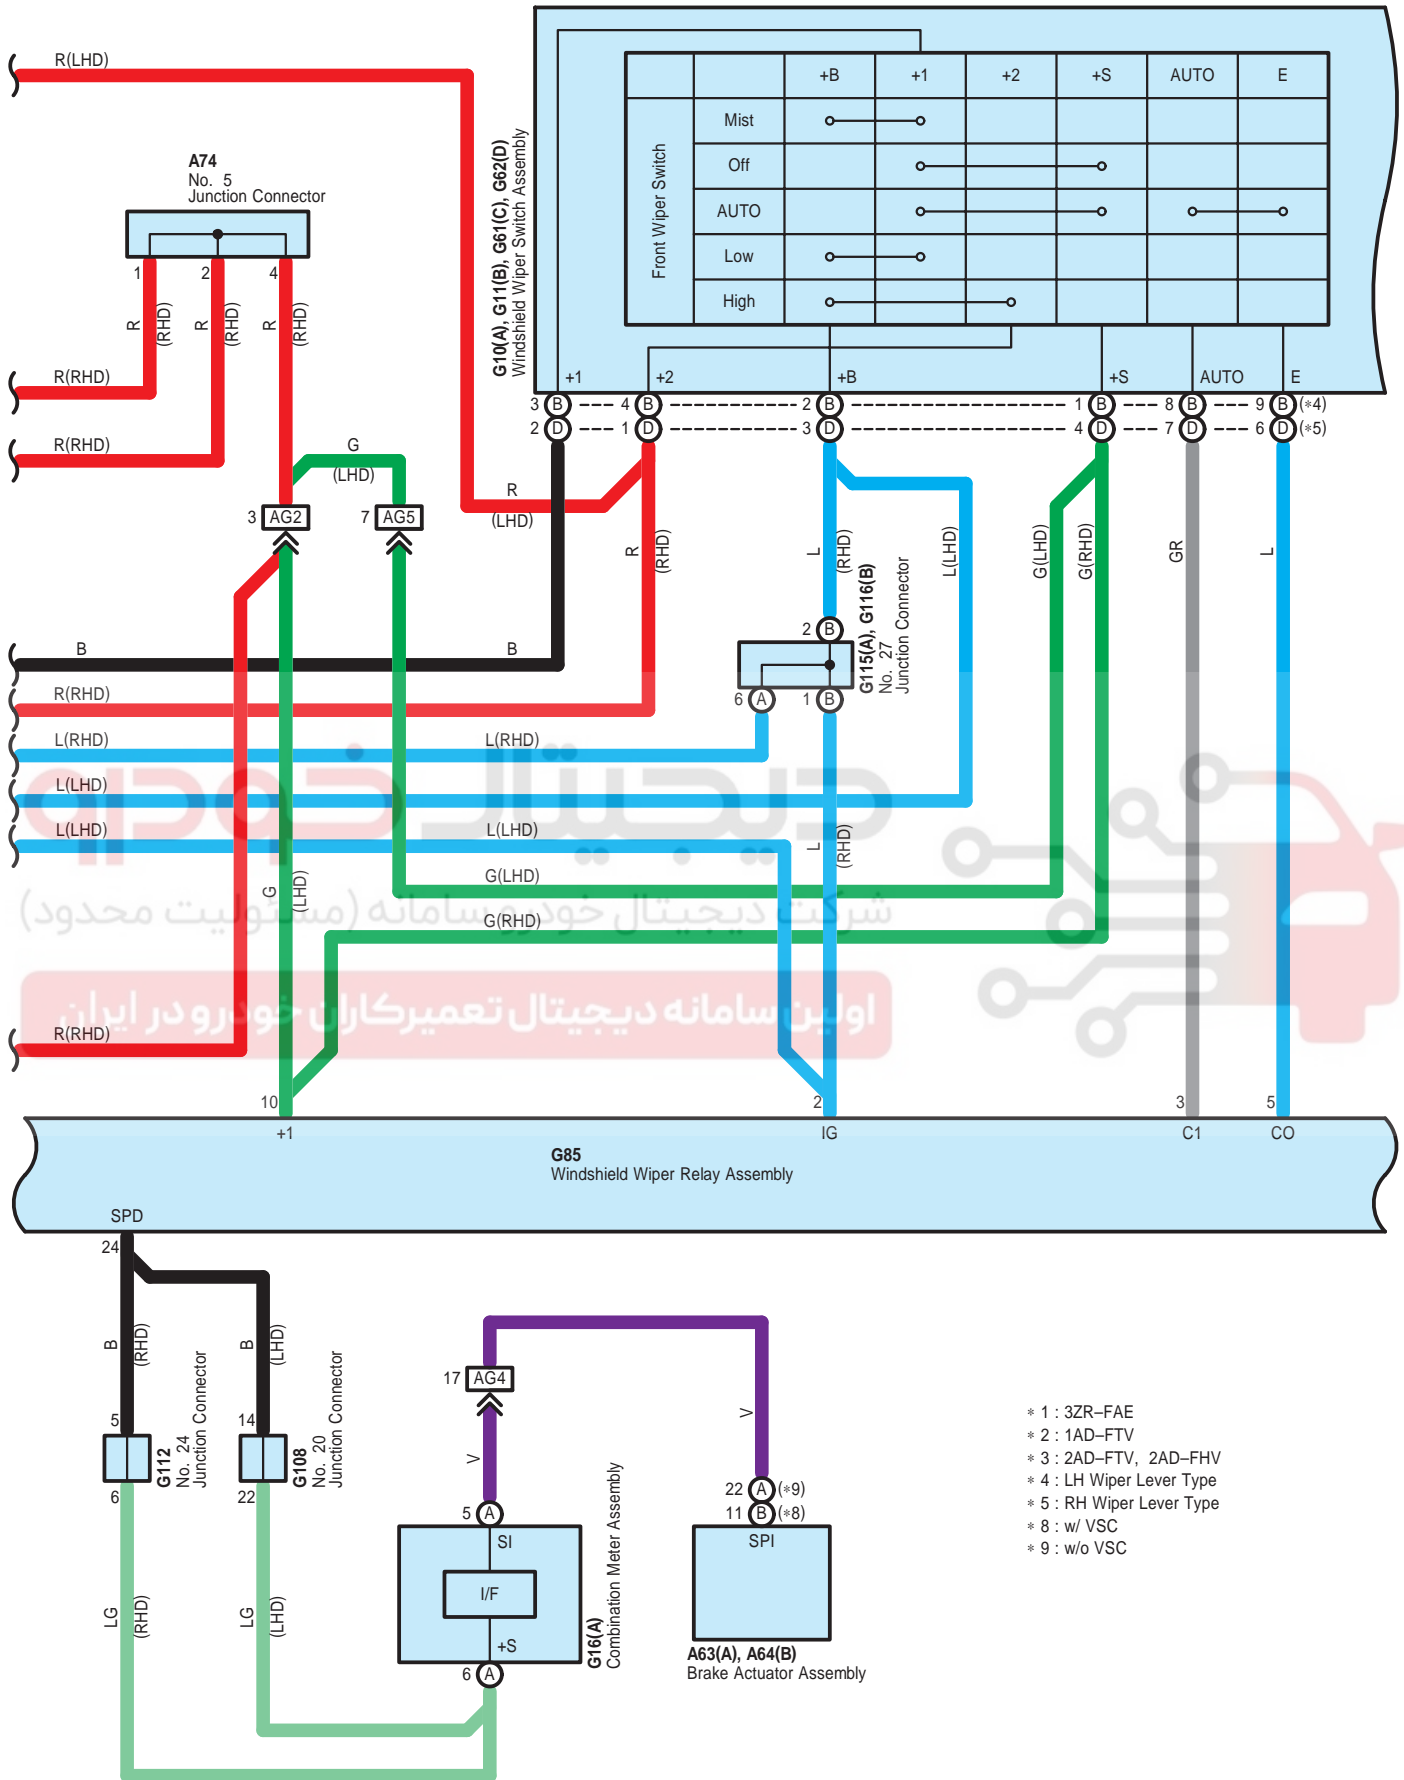 R(LHD)
A74
No. 5
Junction Connector
1
2
4
R
(RHD)
R
(RHD)
R
(RHD)
R(RHD)
R(RHD)
G
(LHD)
3
AG2
7
AG5
R
(LHD)
G10(A), G11(B), G61(C), G62(D)
Windshield Wiper Switch Assembly
+B
+1
+2
+S
AUTO
E
Front Wiper Switch
Mist
Off
AUTO
Low
High
+1
+2
+B
+S
AUTO
E
3 B
4 B
2 B
1 B
8 B
9 B (*4)
2 D
1 D
3 D
4 D
7 D
6 D (*5)
R
(RHD)
L
(RHD)
L(LHD)
G(LHD)
G(RHD)
GR
L
2 B
G115(A), G116(B)
No. 27
Junction Connector
6 A
1 B
B
B
R(RHD)
L(RHD)
L(RHD)
L(LHD)
L(LHD)
L(LHD)
L
(RHD)
G
(LHD)
G(LHD)
G(RHD)
R(RHD)
دیجیتال خودرو
شرکت دیجیتال خودرو سامانه (مسئولیت محدود)
اولین سامانه دیجیتال تعمیرکاران خودرو در ایران
10
2
3
5
+1
IG
C1
CO
G85
Windshield Wiper Relay Assembly
SPD
24
B
(RHD)
B
(LHD)
5
G112
No. 24
Junction Connector
6
14
G108
No. 20
Junction Connector
22
LG
(RHD)
LG
(LHD)
17
AG4
V
V
5 A
SI
I/F
+S
6 A
G16(A)
Combination Meter Assembly
22 A (*9)
11 B (*8)
SPI
A63(A), A64(B)
Brake Actuator Assembly
* 1 : 3ZR–FAE
* 2 : 1AD–FTV
* 3 : 2AD–FTV, 2AD–FHV
* 4 : LH Wiper Lever Type
* 5 : RH Wiper Lever Type
* 8 : w/ VSC
* 9 : w/o VSC